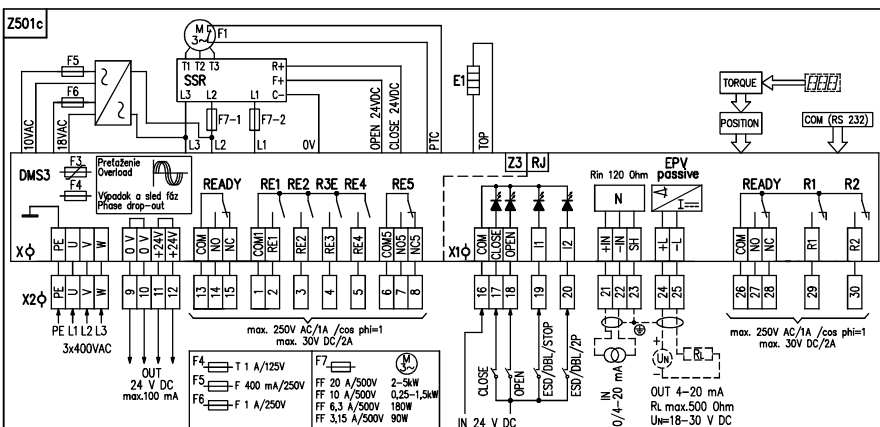 Z501c
M
3~
F1
T1 T2 T3
SSR
R+
F+
C-
L3 L2 L1
F5
F6
F7-1
F7-2
10VAC
18VAC
L3 L2 L1 0V
OPEN 24VDC
CLOSE 24VDC
PTC
E1
TOP
TORQUE
POSITION
COM (RS 232)
DMS3
F3
F4
Preťaženie
Overload
Výpadok a sled fáz
Phase drop-out
READY
RE1 RE2 R3E RE4
RE5
Z3 RJ
Rin 120 Ohm
N
EPV
passive
READY R1 R2
X
PE U V W
0 V 0 V +24V +24V
COM NO NC
COM1 RE1 RE2 RE3 RE4
COM5 NO5 NC5
X1
COM CLOSE OPEN I1 I2
+IN -IN SH
+L -L
COM NO NC R1 R2
X2
PE U V W
9 10 11 12
13 14 15
1 2 3 4 5
6 7 8
16 17 18 19 20
21 22 23
24 25
26 27 28 29 30
PE L1 L2 L3
3x400VAC
OUT
24 V DC
max.100 mA
max. 250V AC/1A /cos phi=1
max. 30V DC/2A
F4 T 1 A/125V
F5 F 400 mA/250V
F6 F 1 A/250V
F7 M 3~
FF 20 A/500V 2-5kW
FF 10 A/500V 0,25-1,5kW
FF 6,3 A/500V 180W
FF 3,15 A/500V 90W
CLOSE
OPEN
ESD/DBL/STOP
ESD/DBL/2P
IN 24 V DC
IN
0/4-20 mA
+
UN
-
RL
OUT 4-20 mA
RL max.500 Ohm
UN=18-30 V DC
max. 250V AC/1A /cos phi=1
max. 30V DC/2A